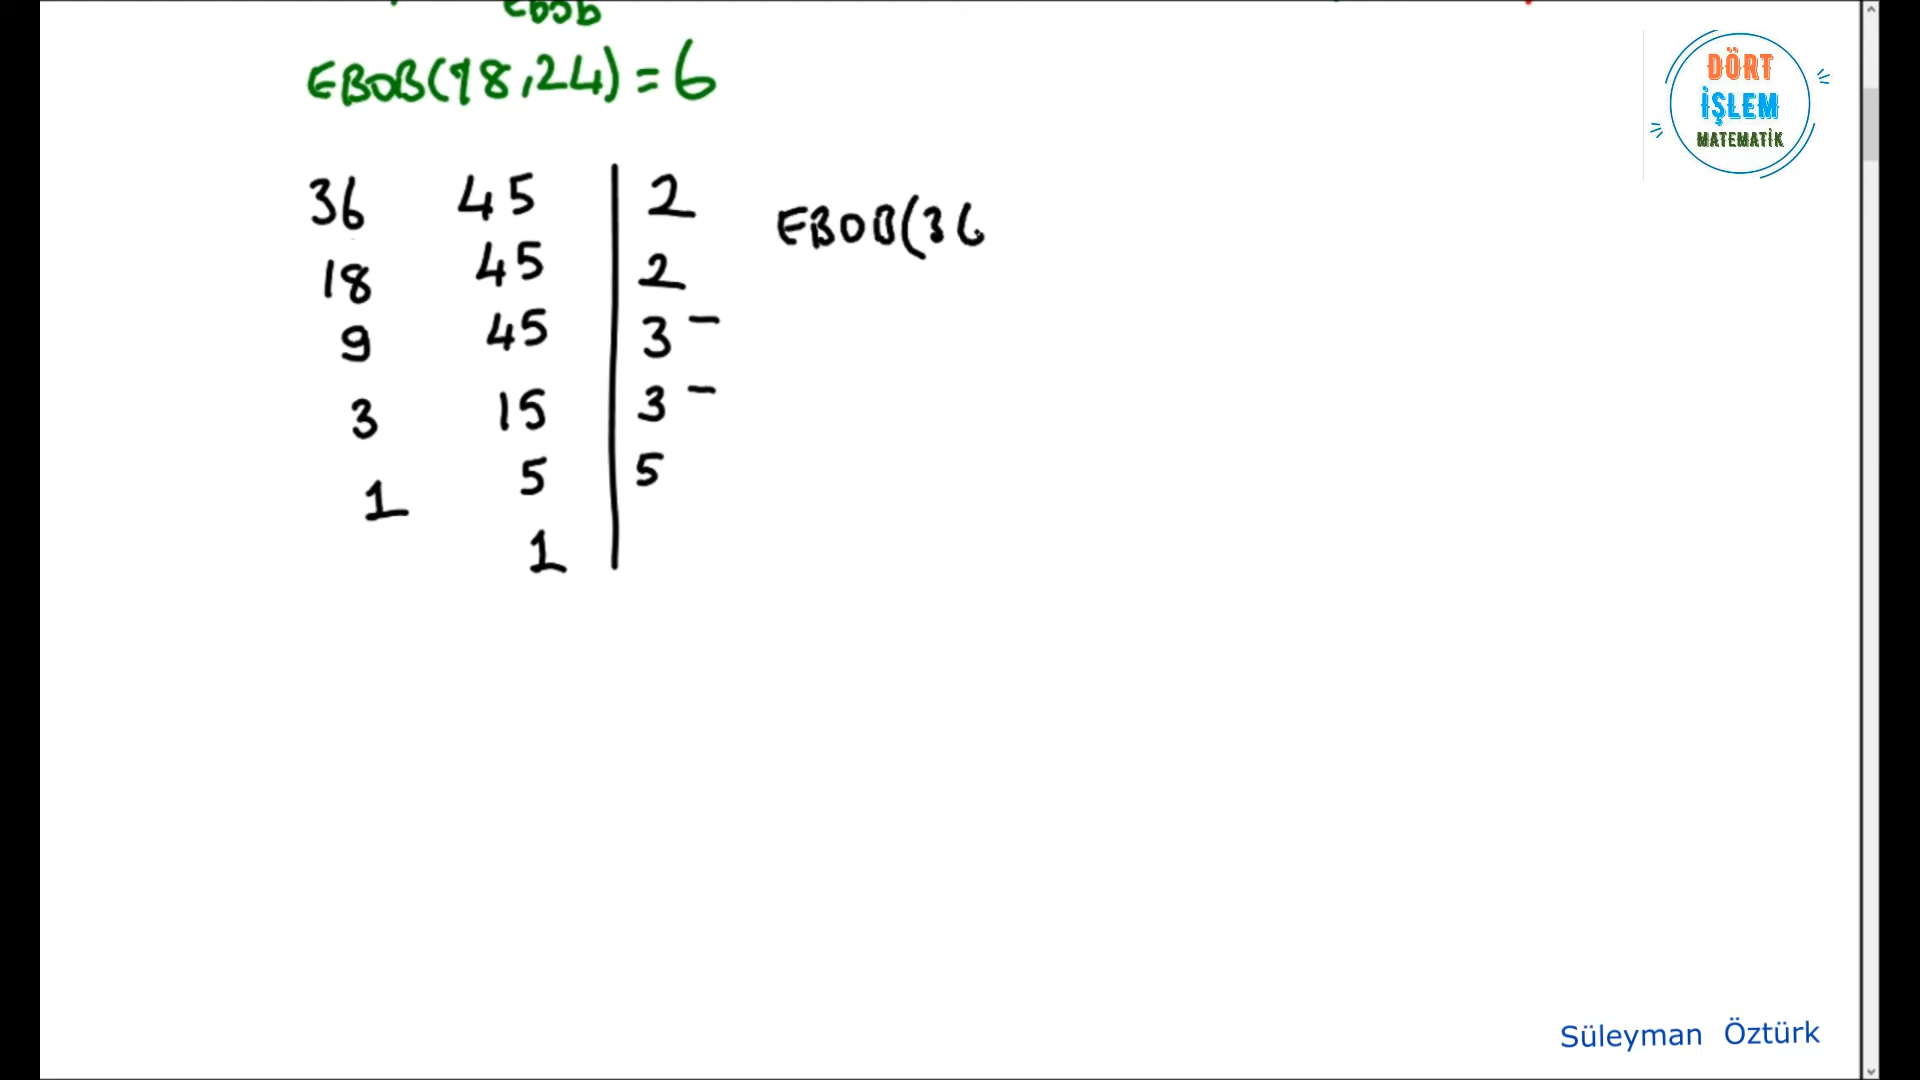 EBOB
EBOB(18,24) = 6
36 45 2 EBOB(36
18 45 2
9 45 3 –
3 15 3 –
1 5 5
1
DÖRT
İŞLEM
MATEMATİK
Süleyman Öztürk